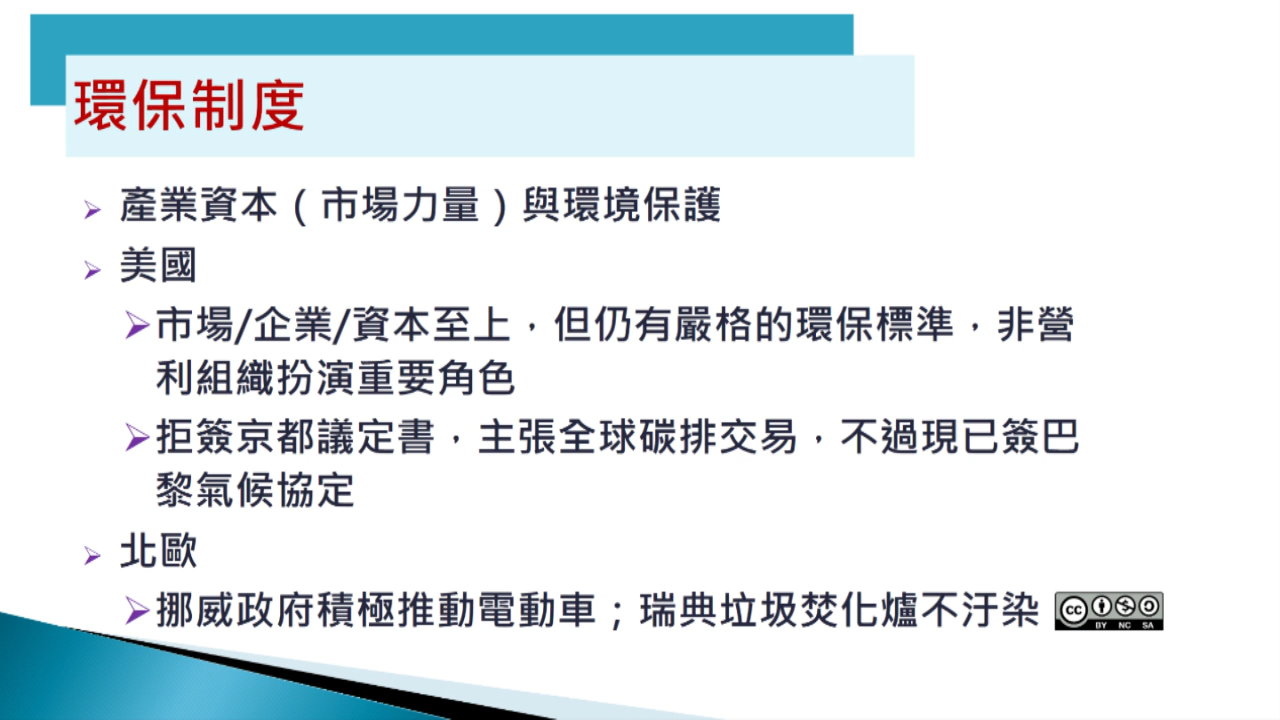 環保制度
產業資本（市場力量）與環境保護
美國
市場/企業/資本至上，但仍有嚴格的環保標準，非營
利組織扮演重要角色
拒簽京都議定書，主張全球碳排交易，不過現已簽巴
黎氣候協定
北歐
挪威政府積極推動電動車；瑞典垃圾焚化爐不汙染
cc BY NC SA